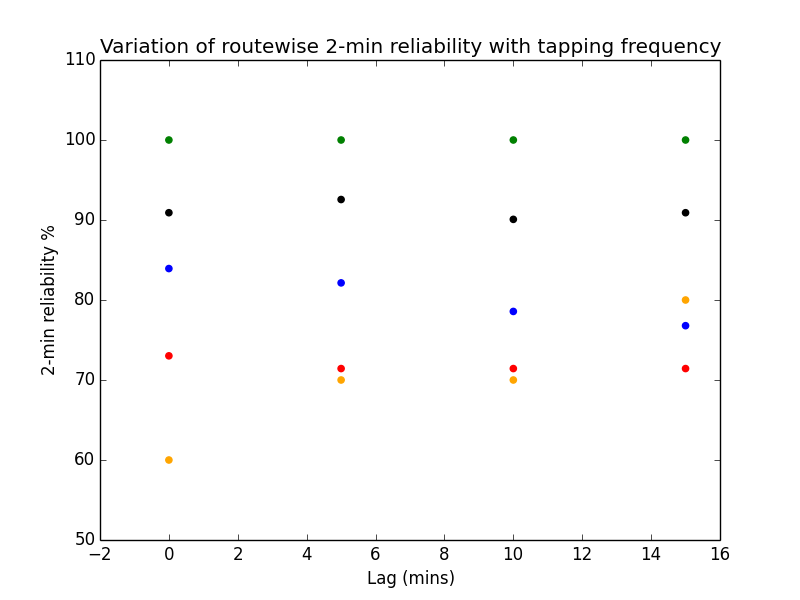 Variation of routewise 2-min reliability with tapping frequency
110
100
90
80
70
60
50
2-min reliability %
−2 0 2 4 6 8 10 12 14 16
Lag (mins)